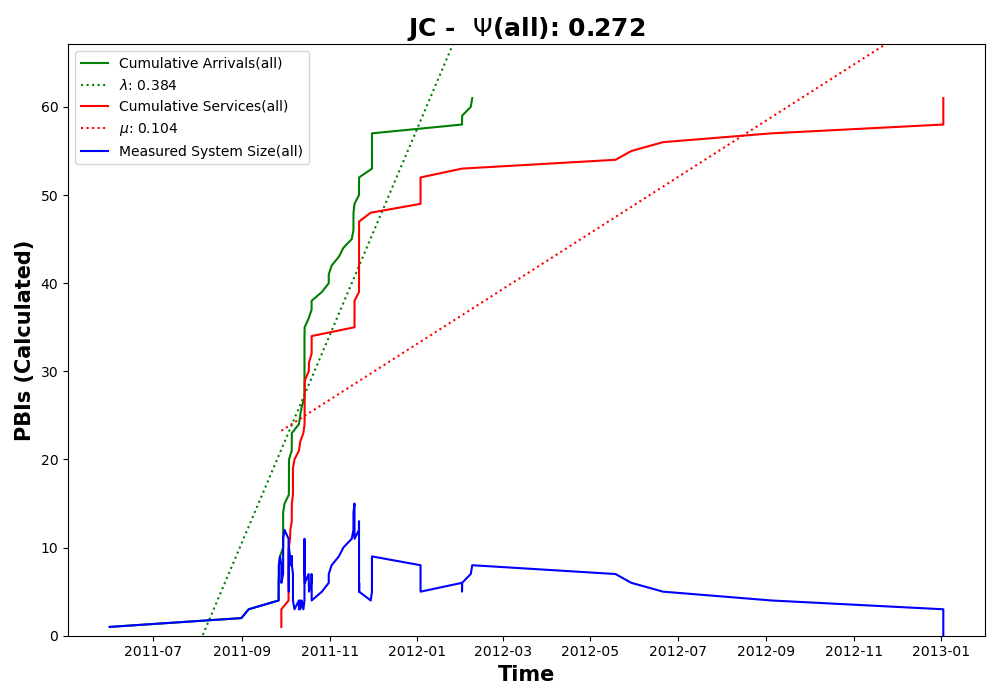 JC -  Ψ(all): 0.272
Cumulative Arrivals(all)
λ: 0.384
Cumulative Services(all)
μ: 0.104
Measured System Size(all)
PBIs (Calculated)
60
50
40
30
20
10
0
2011-07 2011-09 2011-11 2012-01 2012-03 2012-05 2012-07 2012-09 2012-11 2013-01
Time